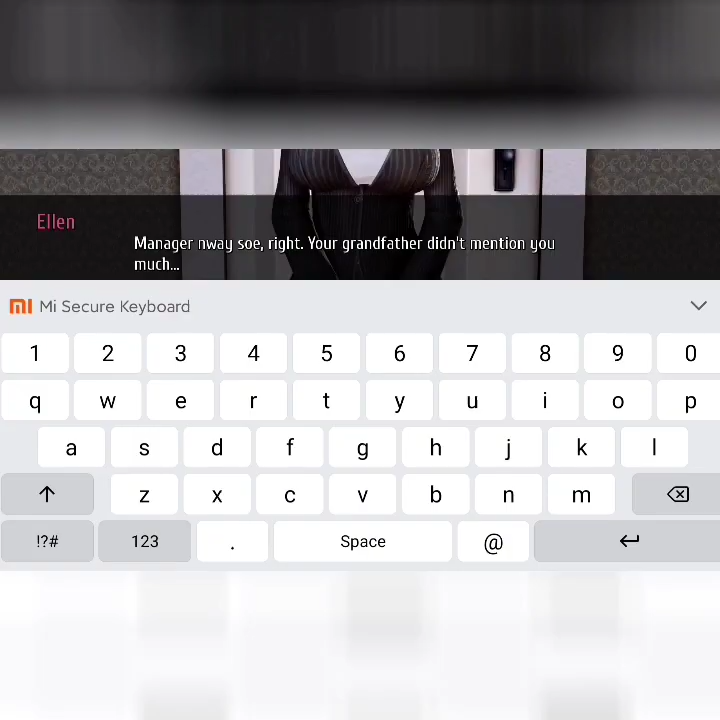 Ellen
Manager nway soe, right. Your grandfather didn't mention you
much...
mi Mi Secure Keyboard
1 2 3 4 5 6 7 8 9 0
q w e r t y u i o p
a s d f g h j k l
z x c v b n m
!?# 123 . Space @